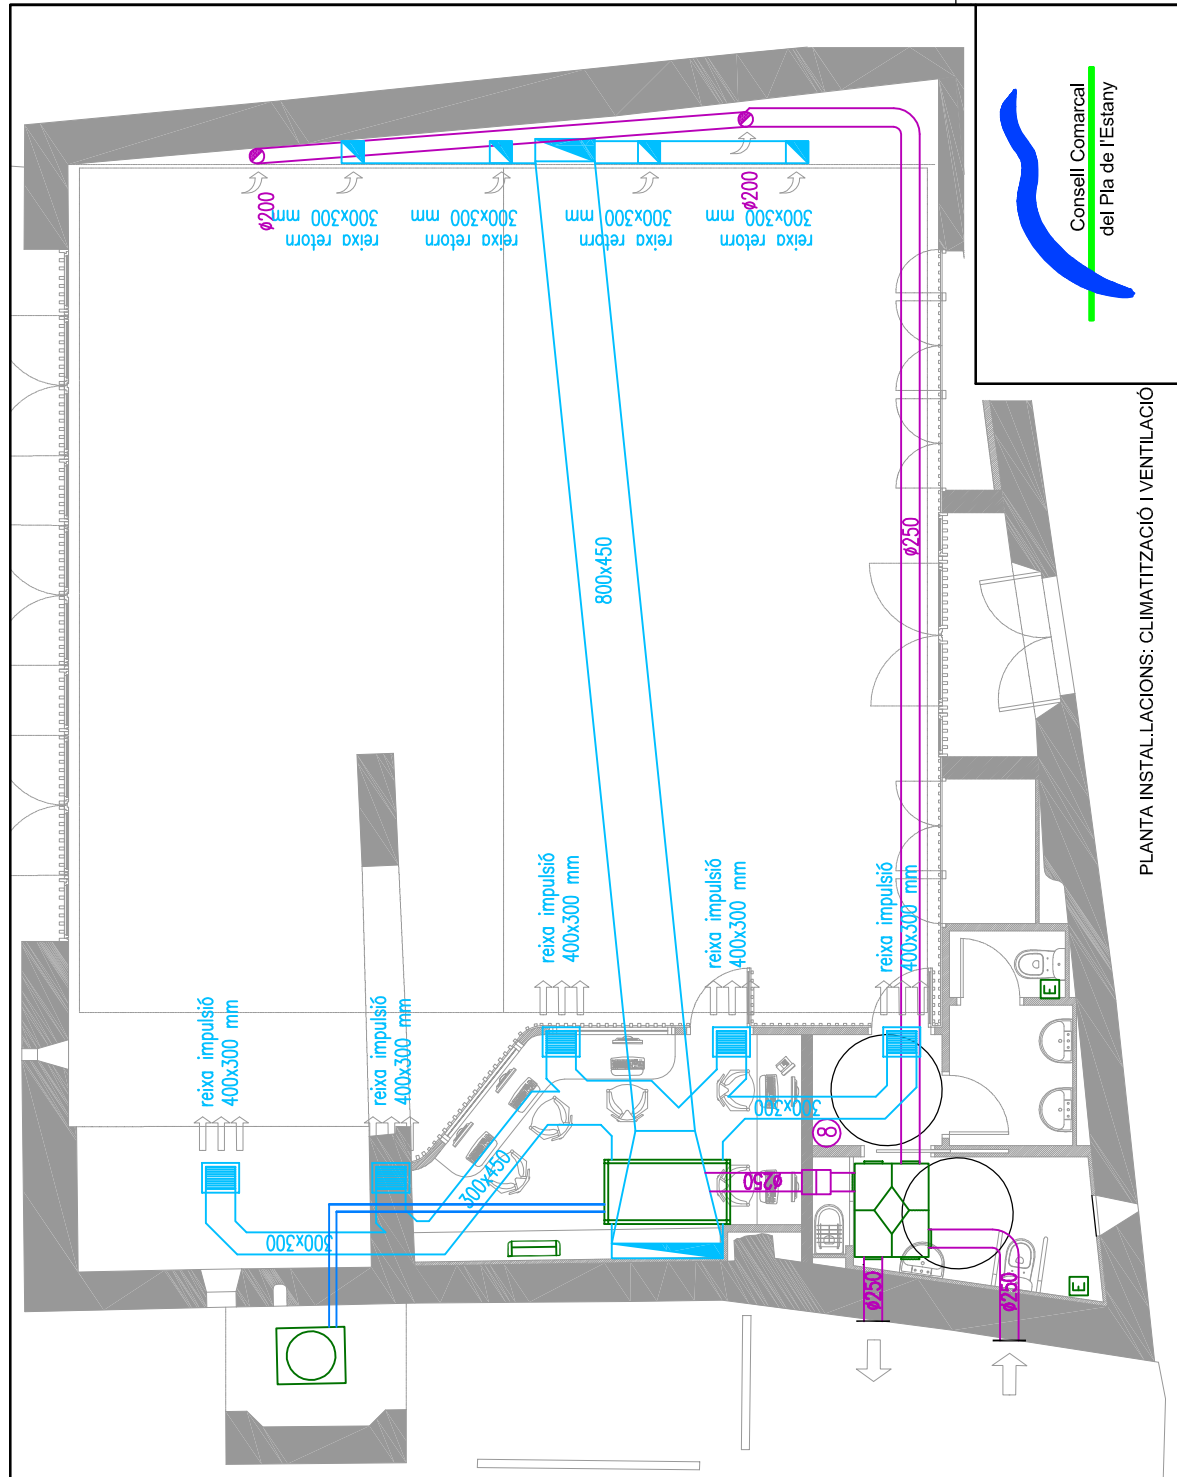 Consell Comarcal
del Pla de l'Estany
PLANTA INSTAL.LACIONS: CLIMATITZACIÓ I VENTILACIÓ
ø200
ø200
reixa retorn
300x300 mm
reixa retorn
300x300 mm
reixa retorn
300x300 mm
reixa retorn
300x300 mm
800x450
ø250
reixa impulsió
400x300 mm
reixa impulsió
400x300 mm
reixa impulsió
400x300 mm
reixa impulsió
400x300 mm
reixa impulsió
400x300 mm
300x300
300x450
300x300
8
ø250
ø250
ø250
E
E